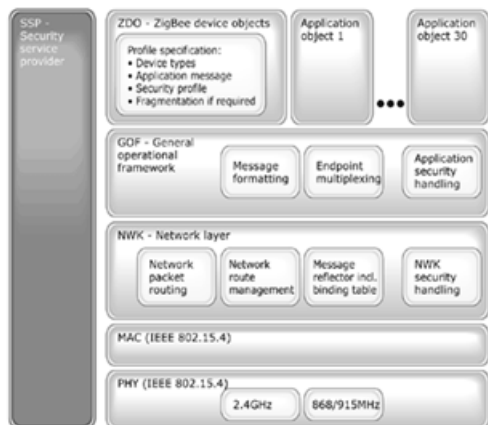 SSP -
Security
service
provider
ZDO - ZigBee device objects
Profile specification:
▪ Device types
▪ Application message
▪ Security profile
▪ Fragmentation if required
Application
object 1
•••
Application
object 30
GOF - General
operational
framework
Message
formatting
Endpoint
multiplexing
Application
security
handling
NWK - Network layer
Network
packet
routing
Network
route
management
Message
reflector incl.
binding table
NWK
security
handling
MAC (IEEE 802.15.4)
PHY (IEEE 802.15.4)
2.4GHz
868/915MHz